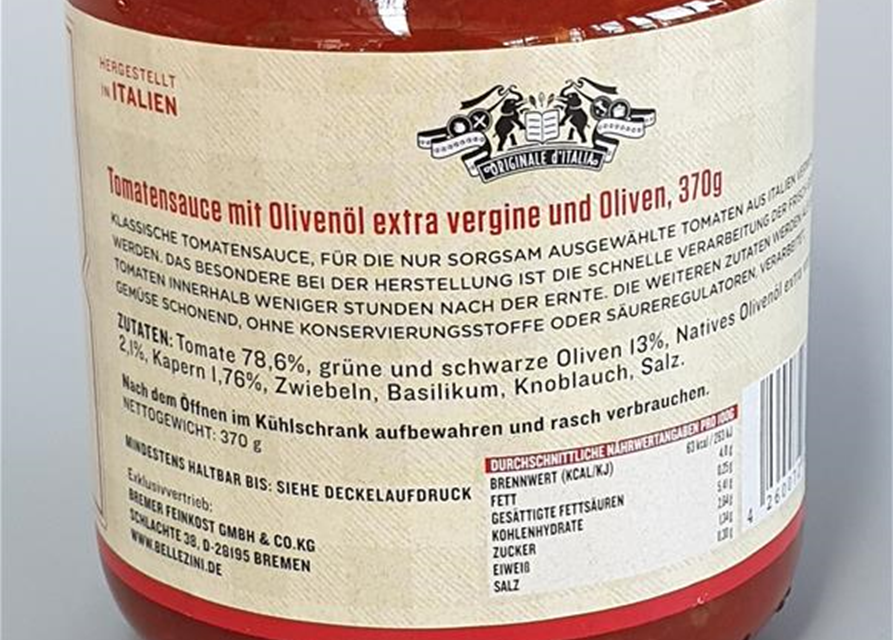 HERGESTELLT
IN ITALIEN
ORIGINALE d'ITALIA
Tomatensauce mit Olivenöl extra vergine und Oliven, 370g
KLASSISCHE TOMATENSAUCE, FÜR DIE NUR SORGSAM AUSGEWÄHLTE TOMATEN AUS ITALIEN
WERDEN. DAS BESONDERE BEI DER HERSTELLUNG IST DIE SCHNELLE VERARBEITUNG DER
TOMATEN INNERHALB WENIGER STUNDEN NACH DER ERNTE. DIE WEITEREN ZUTATEN WERDEN
GEMÜSE SCHONEND, OHNE KONSERVIERUNGSSTOFFE ODER SÄUREREGULATOREN,
ZUTATEN: Tomate 78,6%, grüne und schwarze Oliven 13%, Natives Olivenöl extra
2,1%, Kapern 1,76%, Zwiebeln, Basilikum, Knoblauch, Salz.
Nach dem Öffnen im Kühlschrank aufbewahren und rasch verbrauchen.
NETTOGEWICHT: 370 g
MINDESTENS HALTBAR BIS: SIEHE DECKELAUFDRUCK
Exklusivvertrieb:
BREMER FEINKOST GMBH & CO.KG
SCHLACHTE 38, D-28195 BREMEN
WWW.BELLEZINI.DE
DURCHSCHNITTLICHE NÄHRWERTANGABEN PRO 100G
BRENNWERT (KCAL/KJ)
FETT
GESÄTTIGTE FETTSÄUREN
KOHLENHYDRATE
ZUCKER
EIWEIß
SALZ